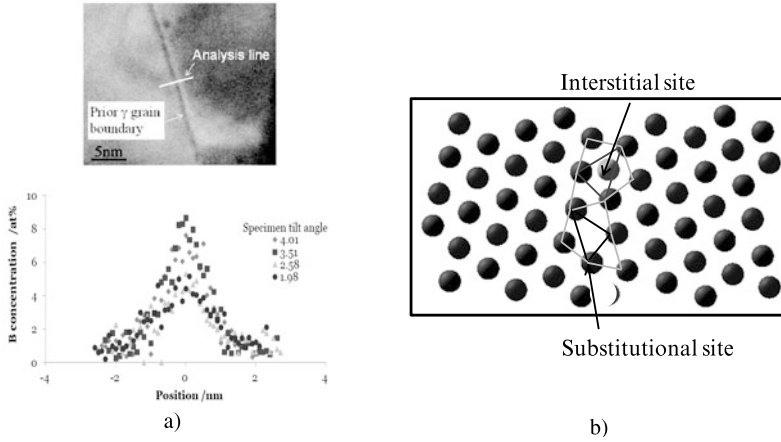 Analysis line
Prior γ grain
boundary
5nm
B concentration /at%
10
8
6
4
2
0
-4
-2
0
2
4
Position /nm
Specimen tilt angle
4.01
3.51
2.58
1.98
a)
Interstitial site
Substitutional site
b)